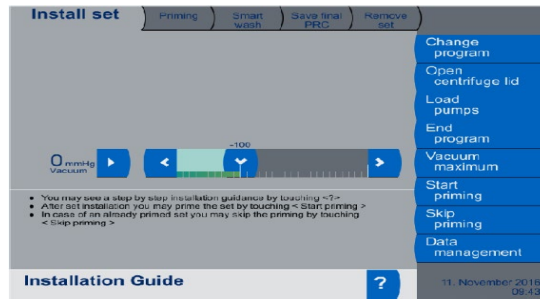 Install set
Priming
Smart
wash
Save final
PRC
Remove
set
Change
program
Open
centrifuge lid
Load
pumps
End
program
Vacuum
maximum
Start
priming
Skip
priming
Data
management
-100
0 mmHg
Vacuum
• You may see a step by step installation guidance by touching <?>
• After set installation you may prime the set by touching < Start priming >
• In case of an already primed set you may skip the priming by touching
< Skip priming >
Installation Guide
?
11. November 2016
09:43